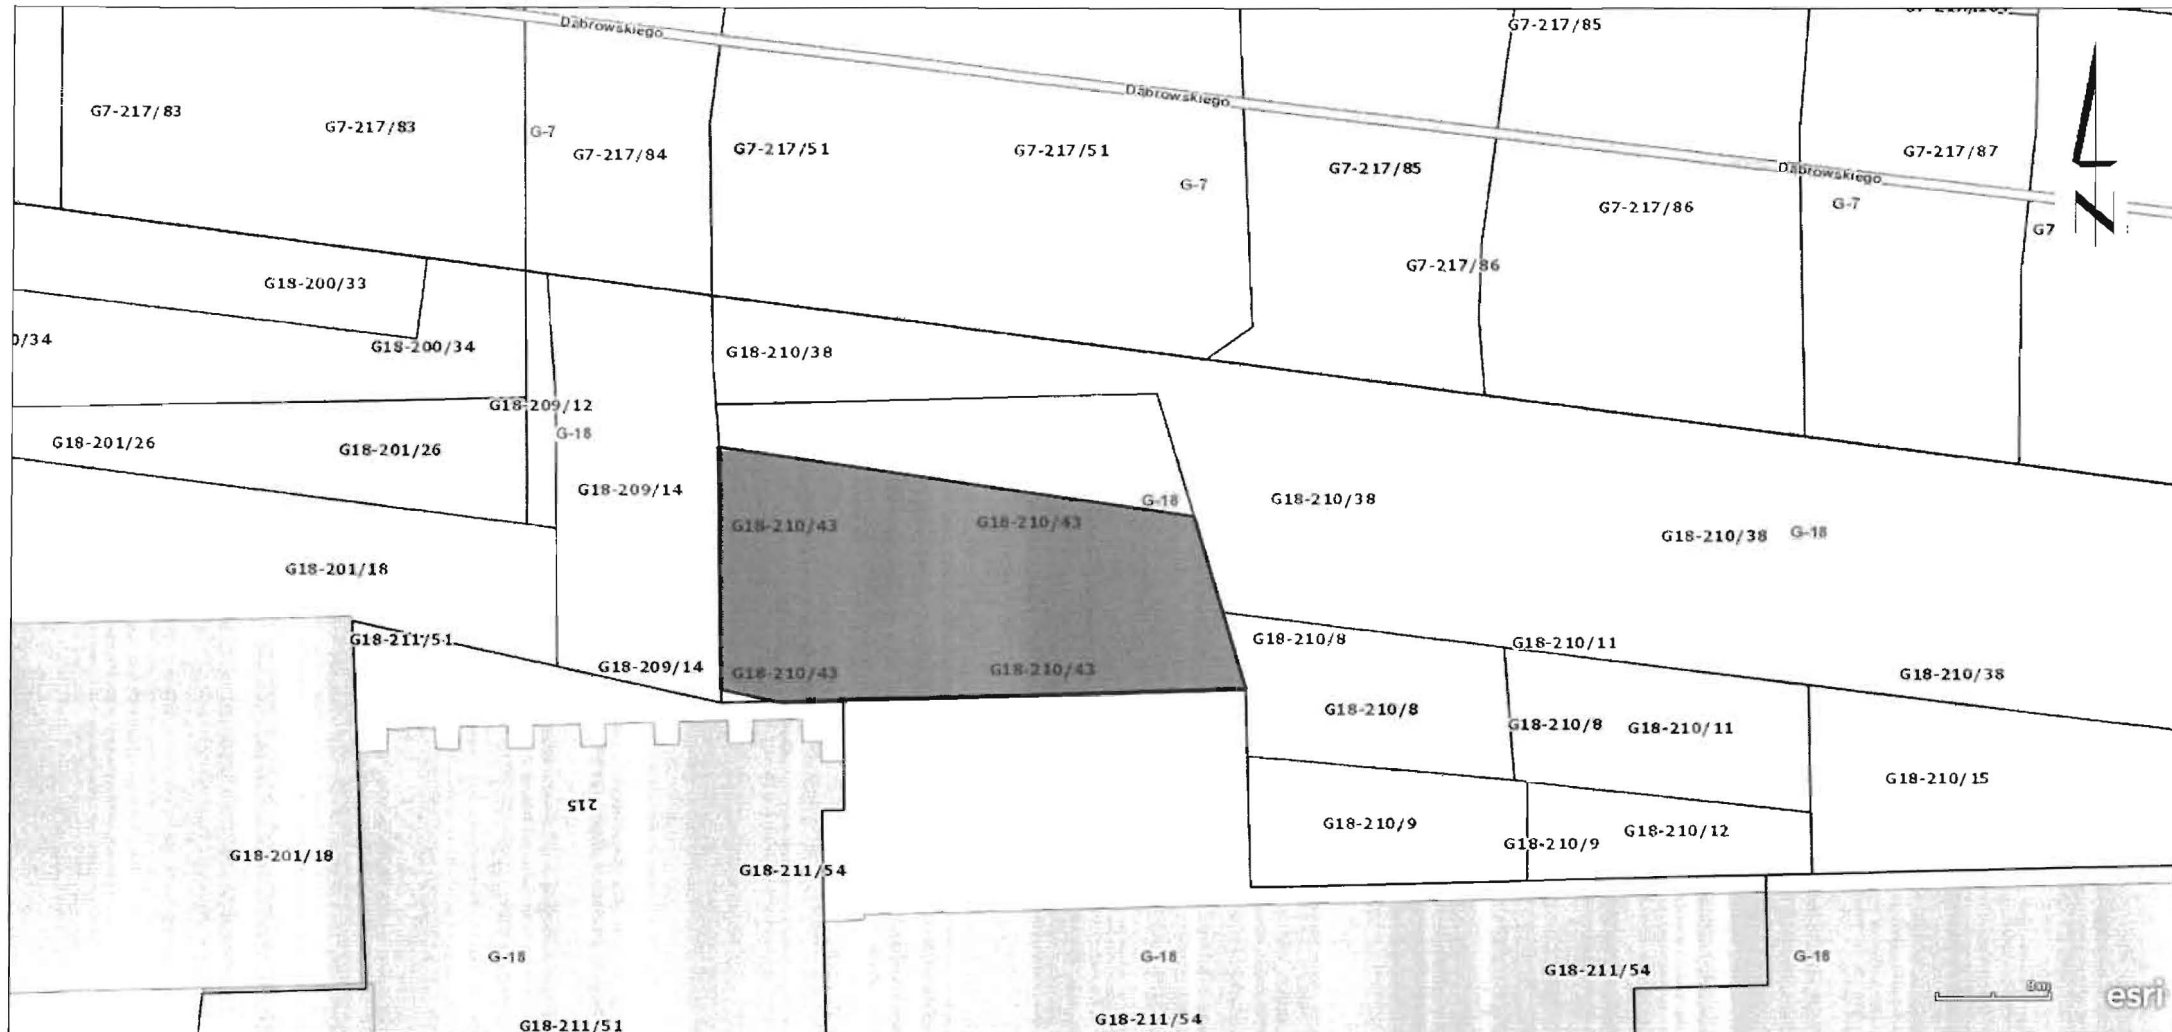 G7-217/85
Dąbrowskiego
Dąbrowskiego
G7-217/83
G7-217/83
G-7
G7-217/84
G7-217/51
G7-217/51
G-7
G7-217/85
G7-217/86
Dąbrowskiego
G7-217/87
G-7
G7
N
G7-217/86
G18-200/33
0/34
G18-200/34
G18-210/38
G18-209/12
G-18
G18-201/26
G18-201/26
G18-209/14
G-18
G18-210/38
G18-210/43
G18-210/43
G18-210/38
G-18
G18-201/18
G18-211/51
G18-209/14
G18-210/43
G18-210/43
G18-210/8
G18-210/11
G18-210/38
G18-210/8
G18-210/8
G18-210/11
G18-210/15
215
G18-210/9
G18-210/9
G18-210/12
G18-201/18
G18-211/54
G-18
G-18
G18-211/54
G-18
G18-211/51
G18-211/54
esri